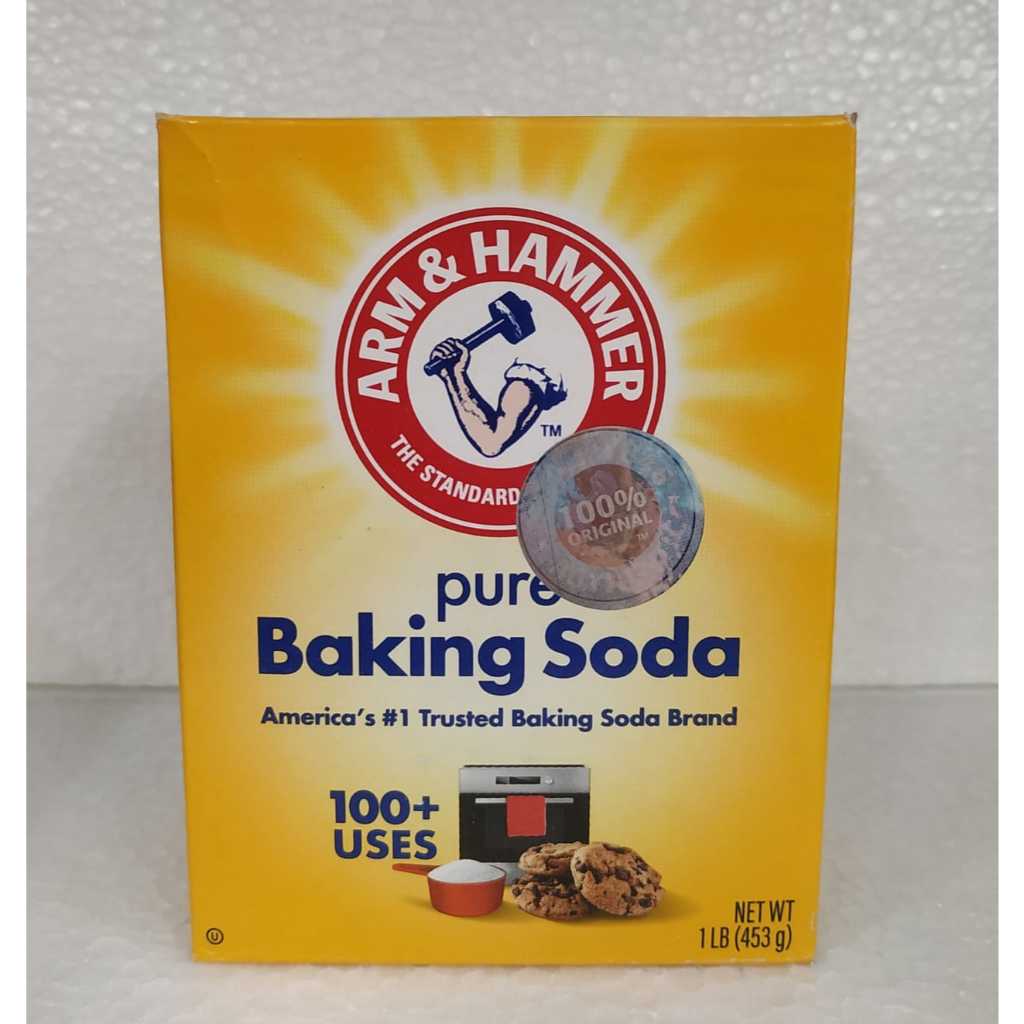 ARM & HAMMER
TM
THE STANDARD
100%
ORIGINAL
TM
pure
Baking Soda
America's #1 Trusted Baking Soda Brand
100+
USES
U
NET WT
1 LB (453 g)